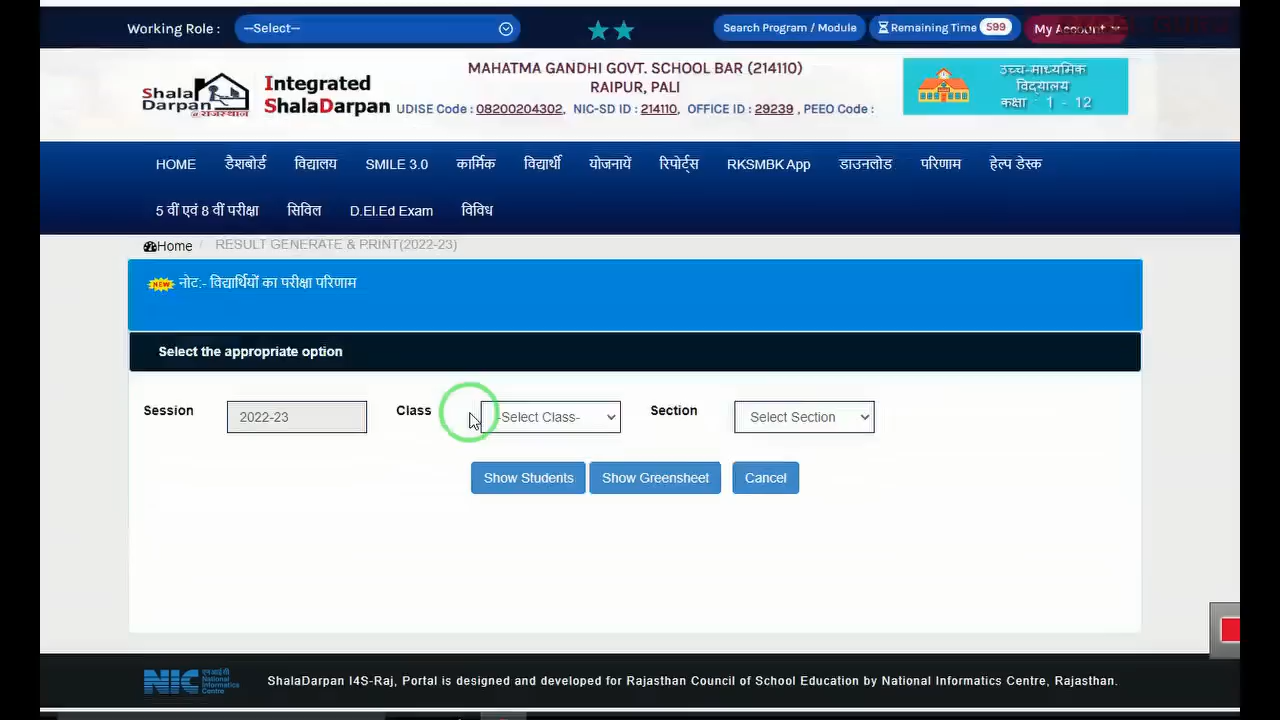 Working Role : --Select-- Search Program / Module Remaining Time 599 My Account
Shala Darpan Integrated ShalaDarpan
MAHATMA GANDHI GOVT. SCHOOL BAR (214110)
RAIPUR, PALI
UDISE Code : 08200204302, NIC-SD ID : 214110, OFFICE ID : 29239 , PEEO Code :
उच्च-माध्यमिक
विद्यालय
कक्षा : 1 - 12
HOME डैशबोर्ड विद्यालय SMILE 3.0 कार्मिक विद्यार्थी योजनायें रिपोर्ट्स RKSMBK App डाउनलोड परिणाम हेल्प डेस्क
5 वीं एवं 8 वीं परीक्षा सिविल D.El.Ed Exam विविध
Home / RESULT GENERATE & PRINT(2022-23)
NEW नोट:- विद्यार्थियों का परीक्षा परिणाम
Select the appropriate option
Session 2022-23 Class -Select Class- Section Select Section
Show Students Show Greensheet Cancel
NIC एनआईसी National Informatics Centre
ShalaDarpan I4S-Raj, Portal is designed and developed for Rajasthan Council of School Education by National Informatics Centre, Rajasthan.